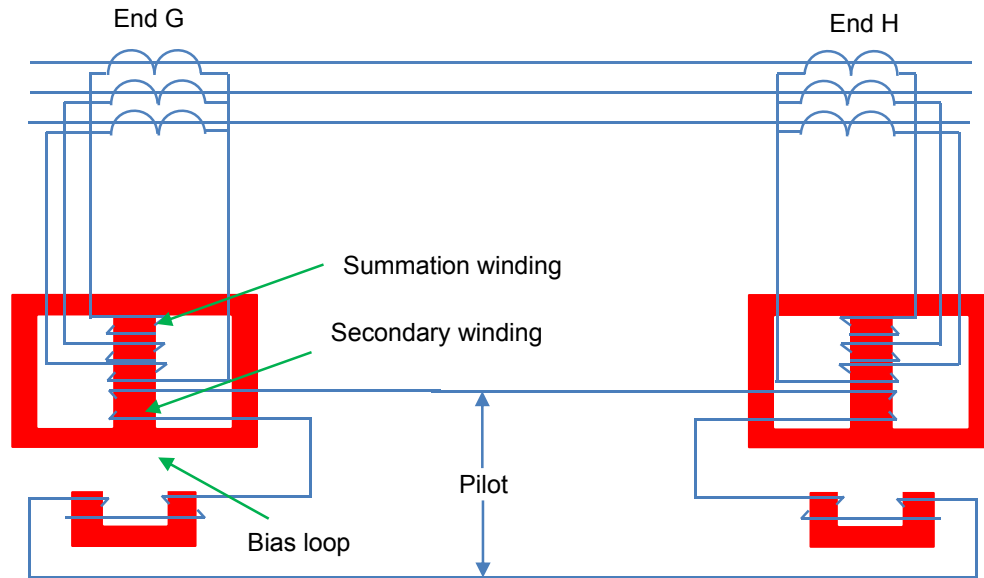 End G
End H
Summation winding
Secondary winding
Pilot
Bias loop